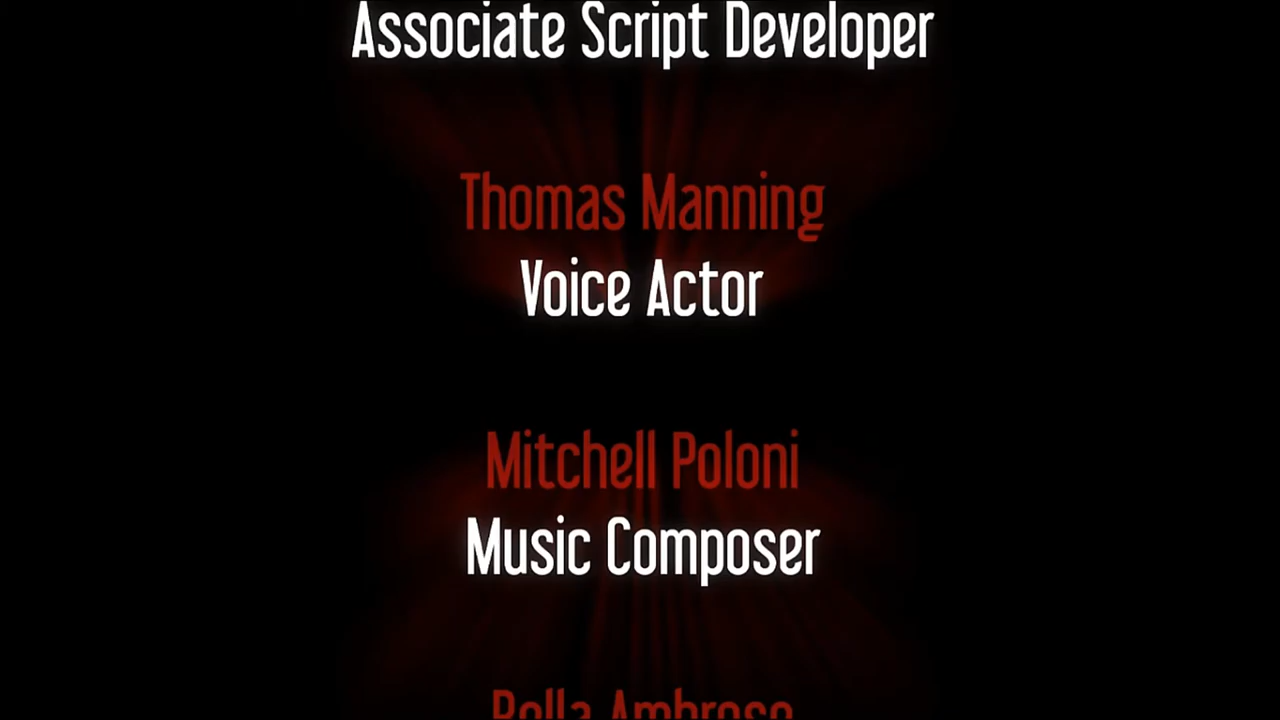 Associate Script Developer
Thomas Manning
Voice Actor
Mitchell Poloni
Music Composer